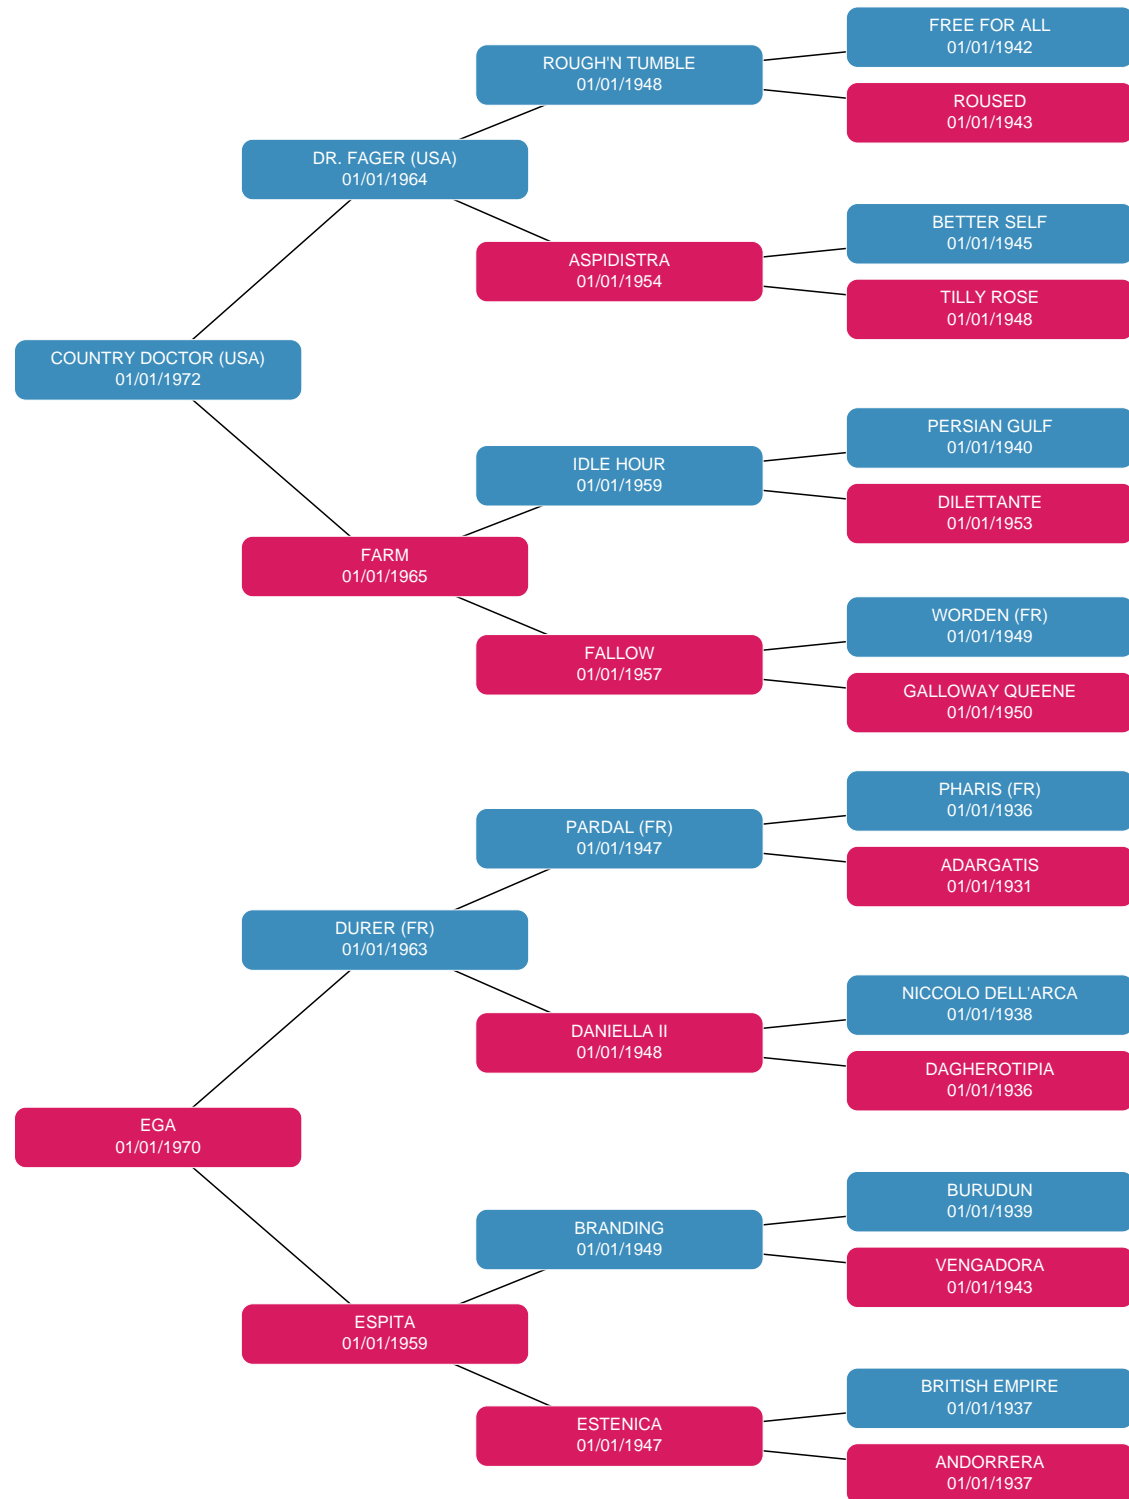 FREE FOR ALL
01/01/1942
ROUGH'N TUMBLE
01/01/1948
ROUSED
01/01/1943
DR. FAGER (USA)
01/01/1964
BETTER SELF
01/01/1945
ASPIDISTRA
01/01/1954
TILLY ROSE
01/01/1948
COUNTRY DOCTOR (USA)
01/01/1972
PERSIAN GULF
01/01/1940
IDLE HOUR
01/01/1959
DILETTANTE
01/01/1953
FARM
01/01/1965
WORDEN (FR)
01/01/1949
FALLOW
01/01/1957
GALLOWAY QUEENE
01/01/1950
PHARIS (FR)
01/01/1936
PARDAL (FR)
01/01/1947
ADARGATIS
01/01/1931
DURER (FR)
01/01/1963
NICCOLO DELL'ARCA
01/01/1938
DANIELLA II
01/01/1948
DAGHEROTIPIA
01/01/1936
EGA
01/01/1970
BURUDUN
01/01/1939
BRANDING
01/01/1949
VENGADORA
01/01/1943
ESPITA
01/01/1959
BRITISH EMPIRE
01/01/1937
ESTENICA
01/01/1947
ANDORRERA
01/01/1937